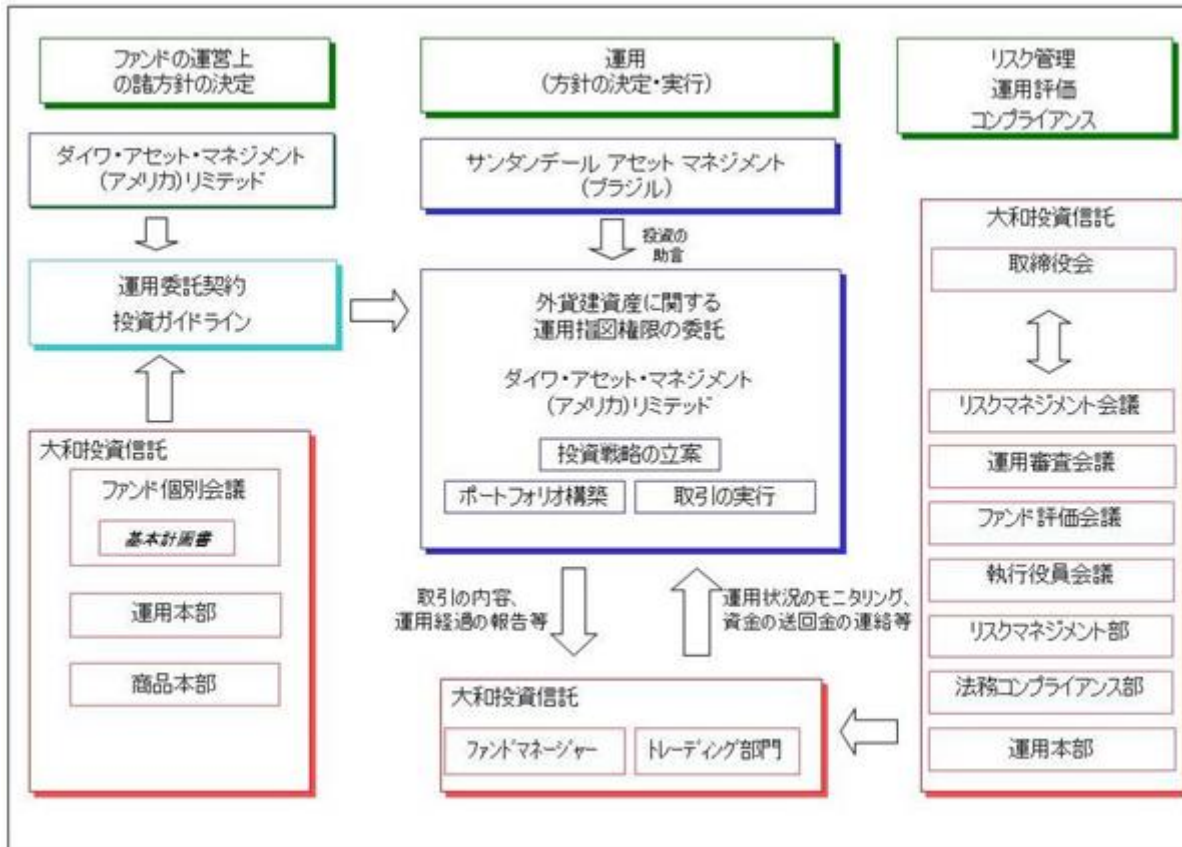 ファンドの運営上
の諸方針の決定
運用
(方針の決定・実行)
リスク管理
運用評価
コンプライアンス
ダイワ・アセット・マネジメント
(アメリカ)リミテッド
サンタンデール アセット マネジメント
(ブラジル)
投資の
助言
運用委託契約
投資ガイドライン
外貨建資産に関する
運用指図権限の委託
ダイワ・アセット・マネジメント
(アメリカ)リミテッド
投資戦略の立案
ポートフォリオ構築
取引の実行
大和投資信託
ファンド個別会議
基本計画書
運用本部
商品本部
取引の内容、
運用経過の報告等
運用状況のモニタリング、
資金の送回金の連絡等
大和投資信託
ファンドマネージャー
トレーディング部門
大和投資信託
取締役会
リスクマネジメント会議
運用審査会議
ファンド評価会議
執行役員会議
リスクマネジメント部
法務コンプライアンス部
運用本部